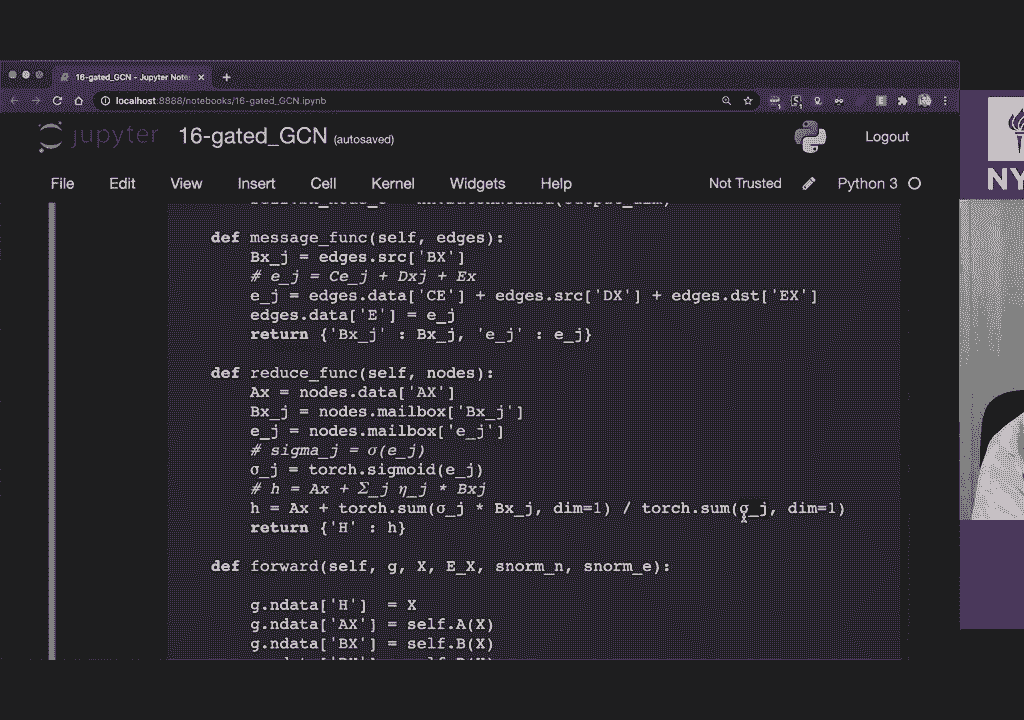 16-gated_GCN - Jupyter Note
localhost:8888/notebooks/16-gated_GCN.ipynb
jupyter 16-gated_GCN (autosaved)
Logout
File Edit View Insert Cell Kernel Widgets Help Not Trusted Python 3
def message_func(self, edges):
Bx_j = edges.src['BX']
# e_j = Ce_j + Dxj + Ex
e_j = edges.data['CE'] + edges.src['DX'] + edges.dst['EX']
edges.data['E'] = e_j
return {'Bx_j' : Bx_j, 'e_j' : e_j}
def reduce_func(self, nodes):
Ax = nodes.data['AX']
Bx_j = nodes.mailbox['Bx_j']
e_j = nodes.mailbox['e_j']
# sigma_j = σ(e_j)
σ_j = torch.sigmoid(e_j)
# h = Ax + Σ_j η_j * Bxj
h = Ax + torch.sum(σ_j * Bx_j, dim=1) / torch.sum(σ_j, dim=1)
return {'H' : h}
def forward(self, g, X, E_X, snorm_n, snorm_e):
g.ndata['H'] = X
g.ndata['AX'] = self.A(X)
g.ndata['BX'] = self.B(X)
NY